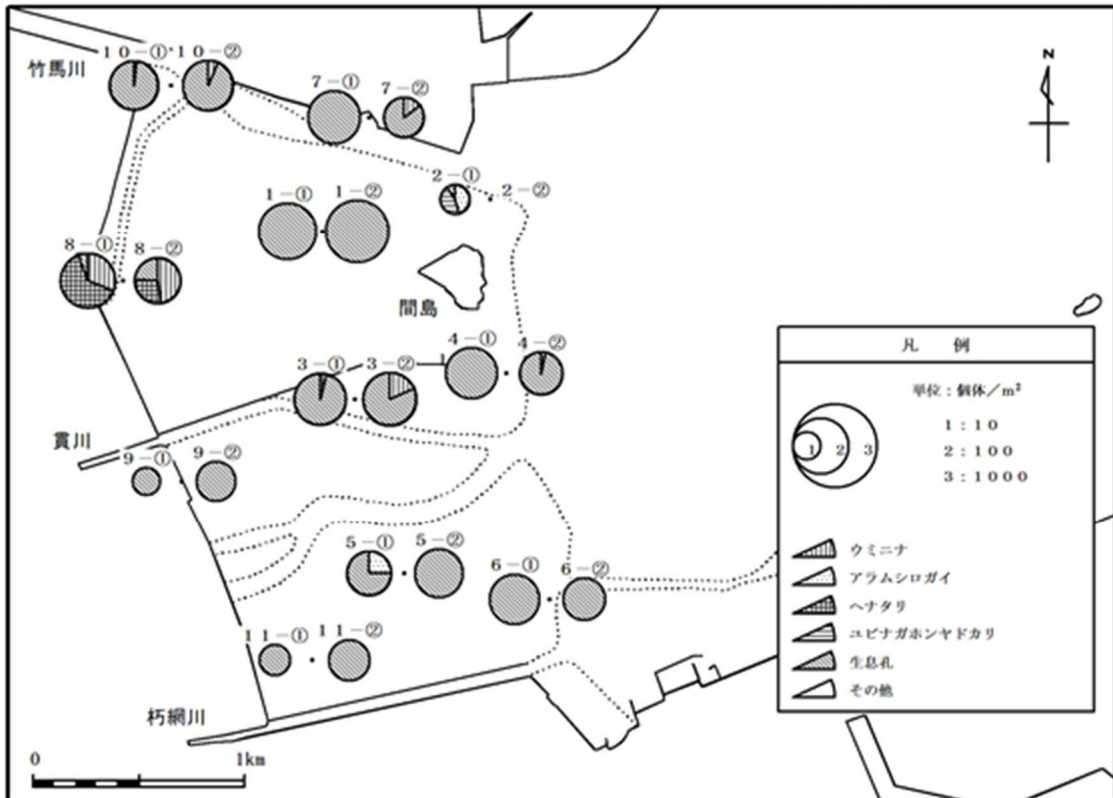 N
竹馬川
10-① 10-②
7-①
7-②
2-①
2-②
1-①
1-②
8-①
8-②
間島
4-①
4-②
1
3-①
3-②
貫川
9-①
9-②
5-①
5-②
6-①
6-②
11-①
11-②
朽網川
0
1km
凡 例
単位：個体／m²
1 2 3
1：10
2：100
3：1000
ウミニナ
アラムシロガイ
ヘナタリ
ユビナガホンヤドカリ
生息孔
その他